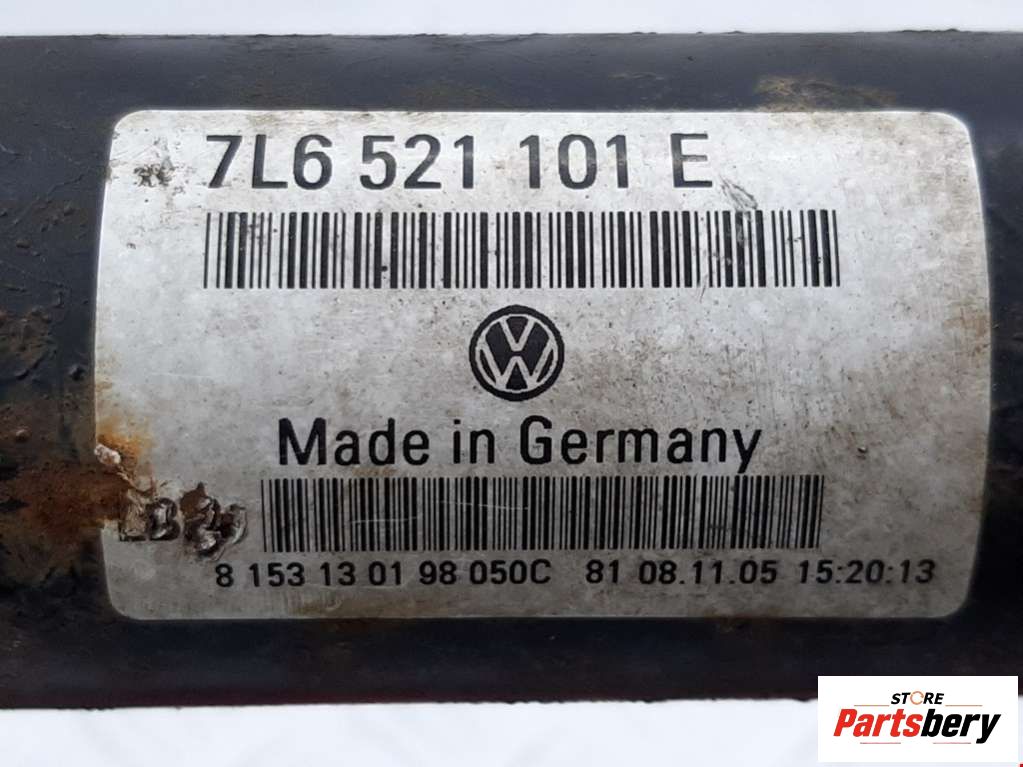 7L6 521 101 E
Made in Germany
8 153 13 01 98 050C 81 08.11.05 15:20:13
STORE
Partsbery